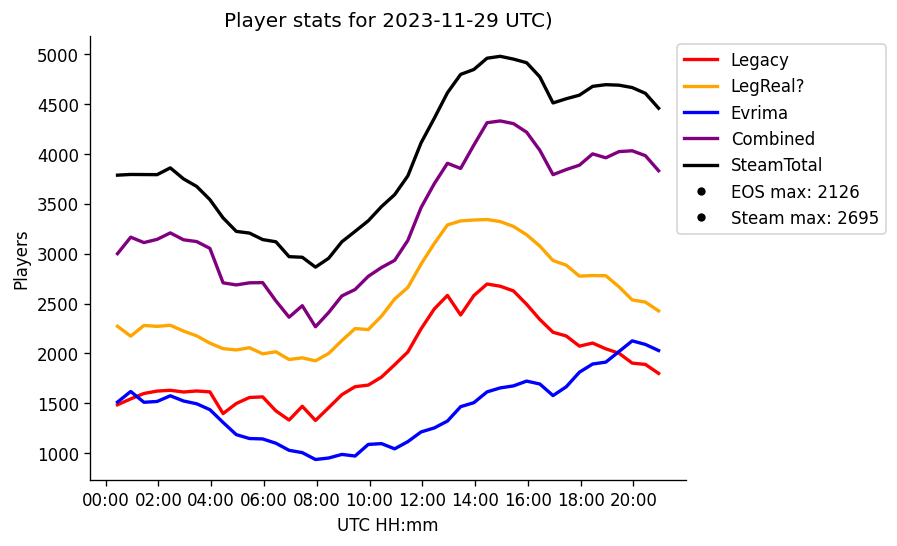 Player stats for 2023-11-29 UTC)
Players
5000
4500
4000
3500
3000
2500
2000
1500
1000
00:00 02:00 04:00 06:00 08:00 10:00 12:00 14:00 16:00 18:00 20:00
UTC HH:mm
Legacy
LegReal?
Evrima
Combined
SteamTotal
EOS max: 2126
Steam max: 2695